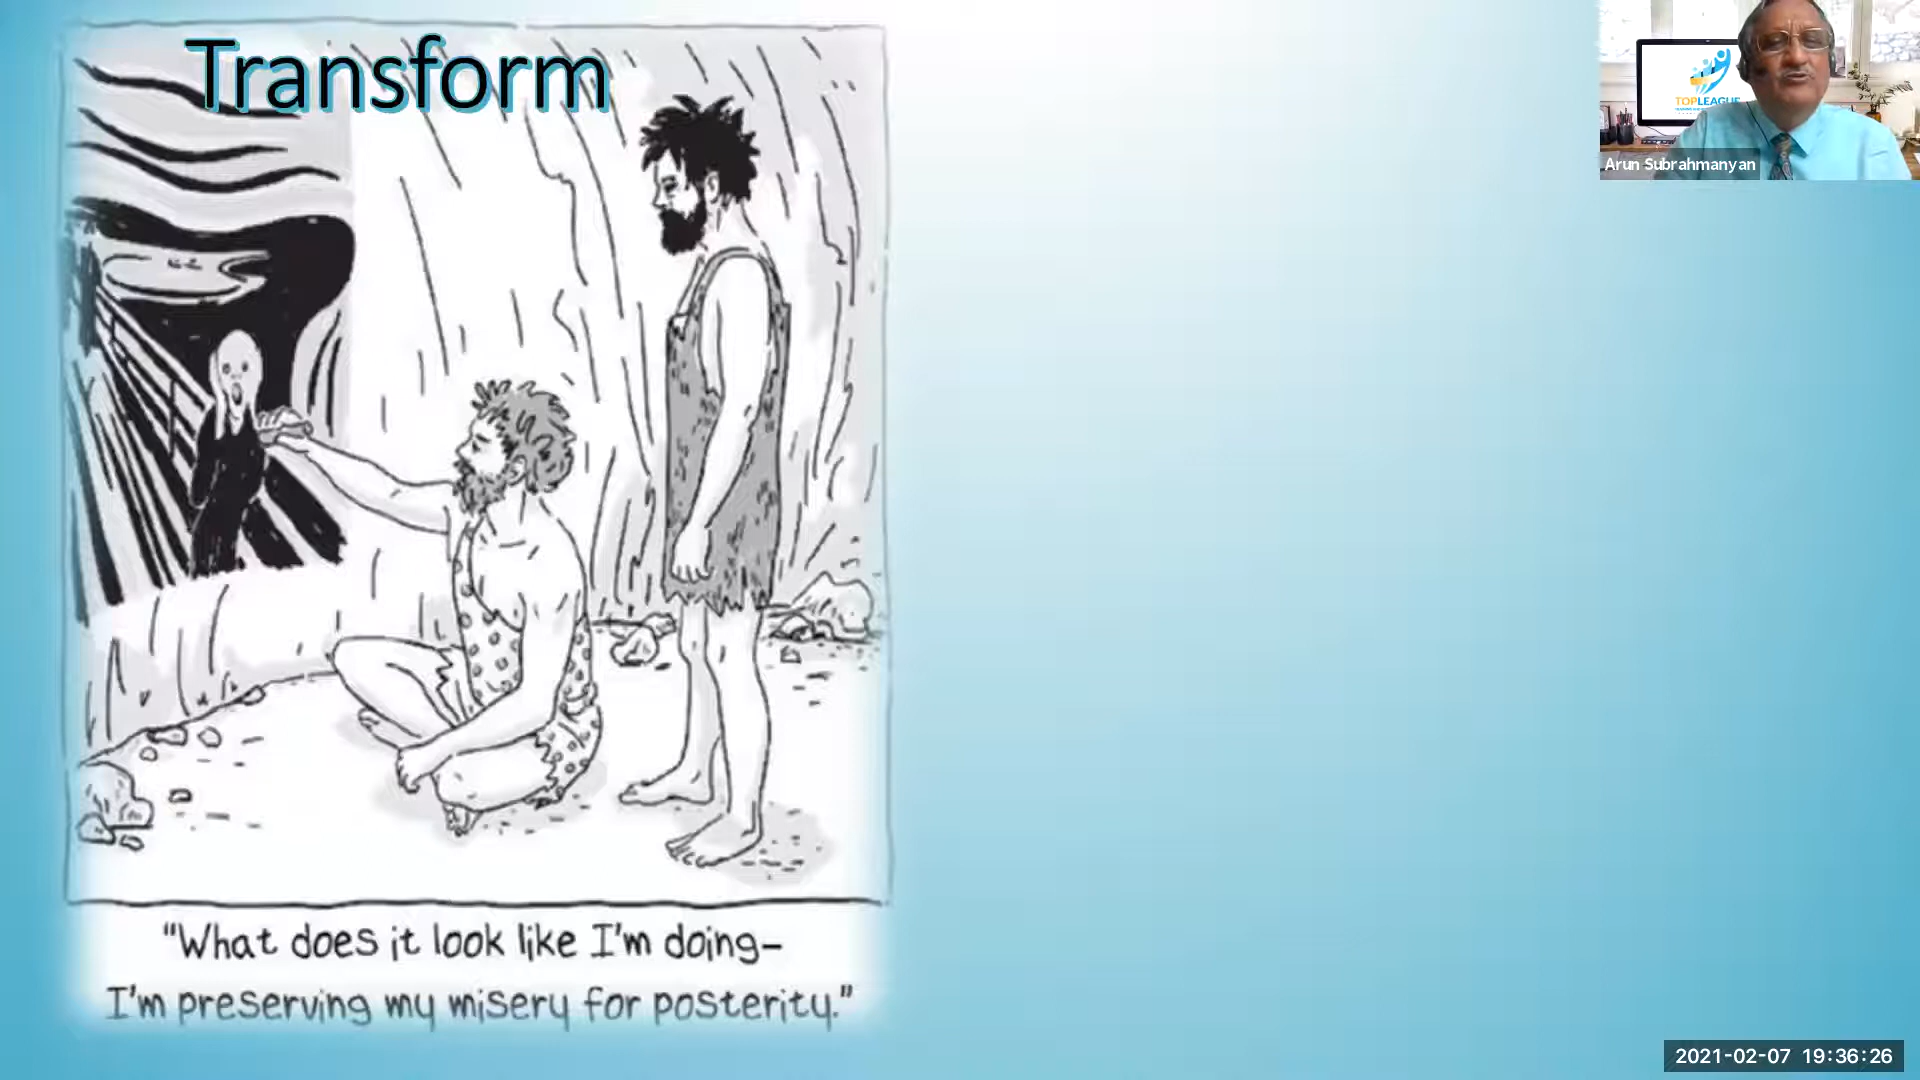 Transform
TOPLEAGUE
Arun Subrahmanyan
"What does it look like I'm doing–
I'm preserving my misery for posterity."
2021-02-07 19:36:26